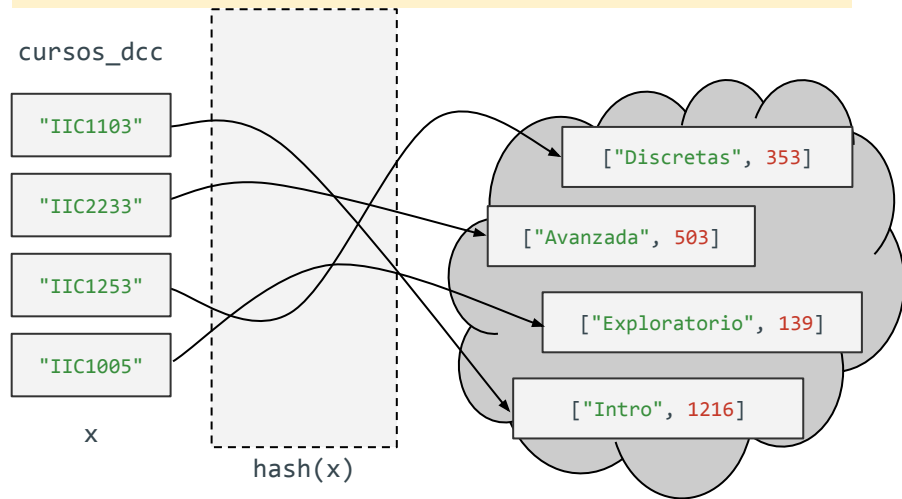 cursos_dcc
"IIC1103"
"IIC2233"
"IIC1253"
"IIC1005"
x
hash(x)
["Discretas", 353]
["Avanzada", 503]
["Exploratorio", 139]
["Intro", 1216]